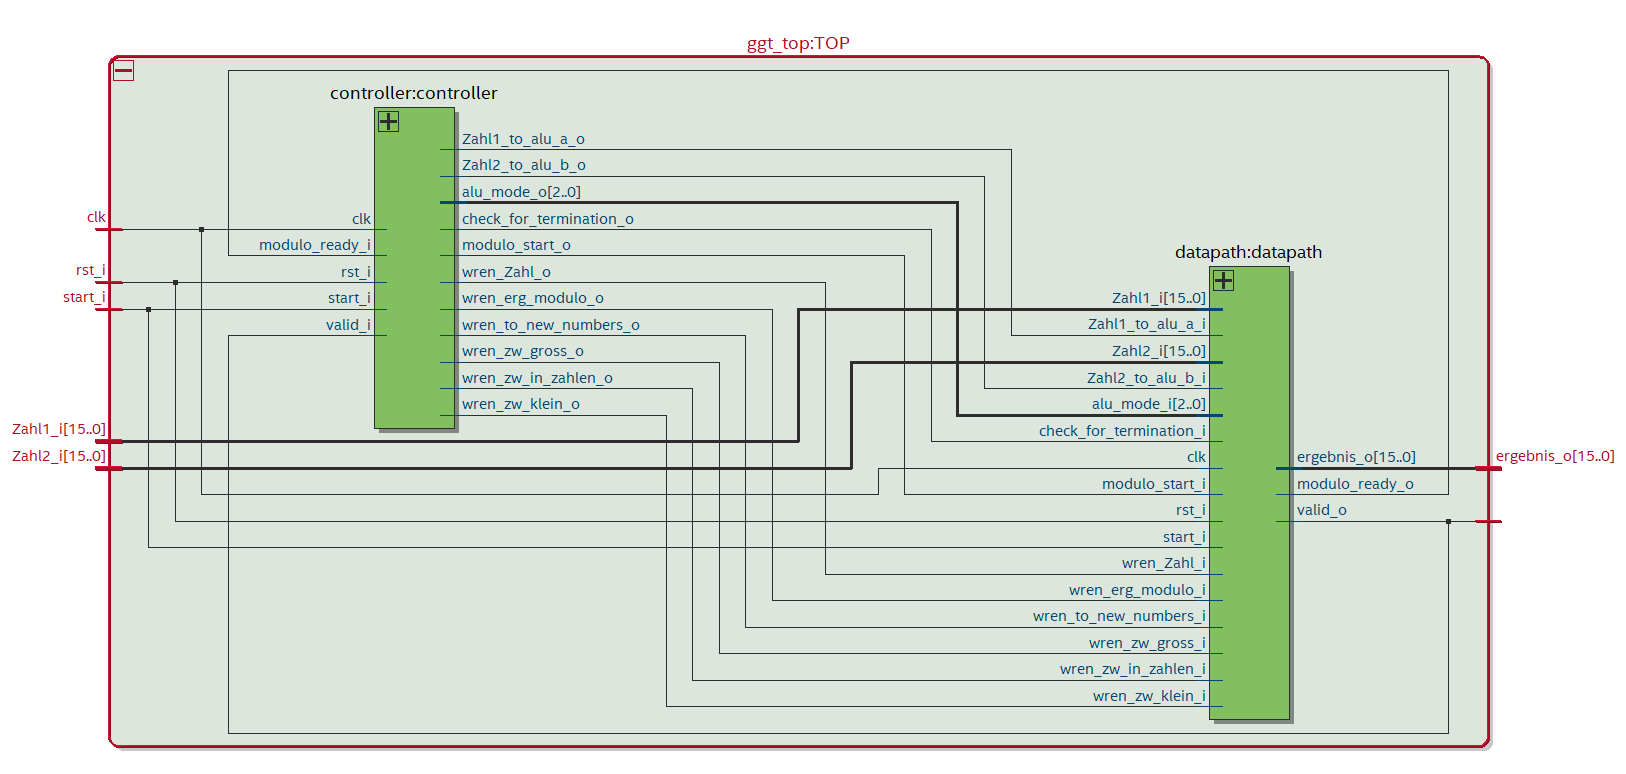 ggt_top:TOP
controller:controller
Zahl1_to_alu_a_o
Zahl2_to_alu_b_o
alu_mode_o[2..0]
clk
clk
check_for_termination_o
modulo_ready_i
modulo_start_o
datapath:datapath
rst_i
rst_i
wren_Zahl_o
start_i
start_i
wren_erg_modulo_o
Zahl1_i[15..0]
valid_i
wren_to_new_numbers_o
Zahl1_to_alu_a_i
wren_zw_gross_o
Zahl2_i[15..0]
wren_zw_in_zahlen_o
Zahl2_to_alu_b_i
wren_zw_klein_o
alu_mode_i[2..0]
Zahl1_i[15..0]
check_for_termination_i
Zahl2_i[15..0]
clk
ergebnis_o[15..0]
ergebnis_o[15..0]
modulo_start_i
modulo_ready_o
rst_i
valid_o
start_i
wren_Zahl_i
wren_erg_modulo_i
wren_to_new_numbers_i
wren_zw_gross_i
wren_zw_in_zahlen_i
wren_zw_klein_i